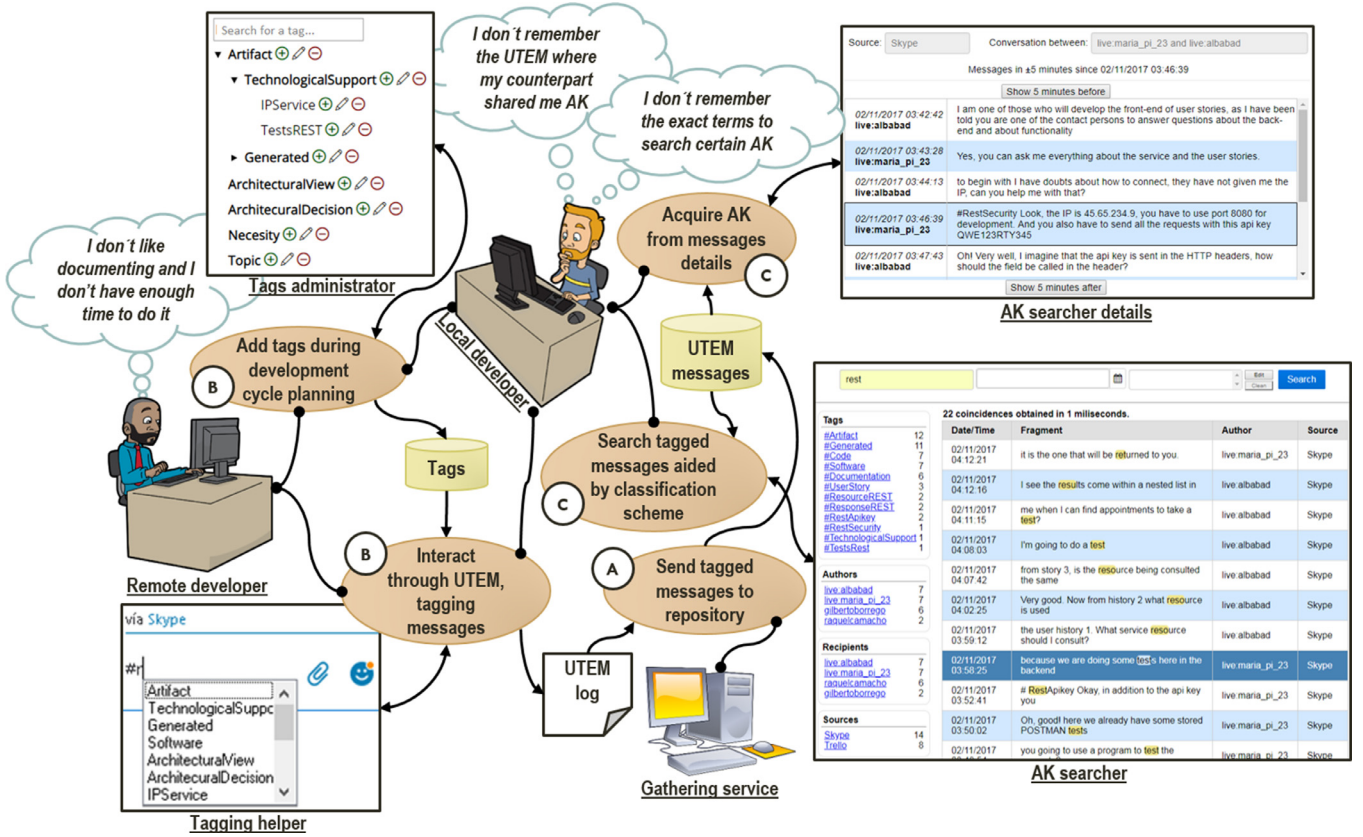 Search for a tag...
Artifact
TechnologicalSupport
IPService
TestsREST
Generated
ArchitecturalView
ArchitecuralDecision
Necesity
Topic
Tags administrator
I don´t remember
the UTEM where
my counterpart
shared me AK
I don´t remember
the exact terms to
search certain AK
I don´t like
documenting and I
don't have enough
time to do it
Source:
Skype
Conversation between:
live:maria_pi_23 and live:albabad
Messages in ±5 minutes since 02/11/2017 03:46:39
Show 5 minutes before
02/11/2017 03:42:42
live:albabad
I am one of those who will develop the front-end of user stories, as I have been
told you are one of the contact persons to answer questions about the back-
end and about functionality
02/11/2017 03:43:28
live:maria_pi_23
Yes, you can ask me everything about the service and the user stories.
02/11/2017 03:44:13
live:albabad
to begin with I have doubts about how to connect, they have not given me the
IP, can you help me with that?
02/11/2017 03:46:39
live:maria_pi_23
#RestSecurity Look, the IP is 45.65.234.9, you have to use port 8080 for
development. And you also have to send all the requests with this api key
QWE123RTY345
02/11/2017 03:47:43
live:albabad
Oh! Very well, I imagine that the api key is sent in the HTTP headers, how
should the field be called in the header?
Show 5 minutes after
AK searcher details
Acquire AK
from messages
details
C
Local developer
Add tags during
development
cycle planning
B
Tags
UTEM
messages
Search tagged
messages aided
by classification
scheme
C
Interact
through UTEM,
tagging
messages
B
A
Send tagged
messages to
repository
Remote developer
UTEM
log
Gathering service
vía Skype
#r
Artifact
TechnologicalSuppc
Generated
Software
ArchitecturalView
ArchitecuralDecision
IPService
Tagging helper
rest
Edit
Clean
Search
22 coincidences obtained in 1 miliseconds.
Tags
#Artifact 12
#Generated 11
#Code 7
#Software 7
#Documentation 6
#UserStory 3
#ResourceREST 2
#ResponseREST 2
#RestApikey 2
#RestSecurity 1
#TechnologicalSupport 1
#TestsRest 1
Authors
live:albabad 7
live:maria_pi_23 7
gilbertoborrego 6
raquelcamacho 2
Recipients
live:albabad 7
live:maria_pi_23 7
raquelcamacho 6
gilbertoborrego 2
Sources
Skype 14
Trello 8
Date/Time Fragment Author Source
02/11/2017
04:12:21
it is the one that will be returned to you.
live:maria_pi_23 Skype
02/11/2017
04:12:16
I see the results come within a nested list in
live:albabad Skype
02/11/2017
04:11:15
me when I can find appointments to take a
test?
live:albabad Skype
02/11/2017
04:08:03
I'm going to do a test
live:albabad Skype
02/11/2017
04:07:42
from story 3, is the resource being consulted
the same
live:albabad Skype
02/11/2017
04:02:25
Very good. Now from history 2 what resource
is used
live:albabad Skype
02/11/2017
03:59:12
the user history 1. What service resource
should I consult?
live:albabad Skype
02/11/2017
03:58:25
because we are doing some tests here in the
backend
live:maria_pi_23 Skype
02/11/2017
03:52:41
# RestApikey Okay, in addition to the api key
you
live:maria_pi_23 Skype
02/11/2017
03:50:02
Oh, good! here we already have some stored
POSTMAN tests
live:maria_pi_23 Skype
02/11/2017
you going to use a program to test the
live:maria_pi_23 Skype
AK searcher